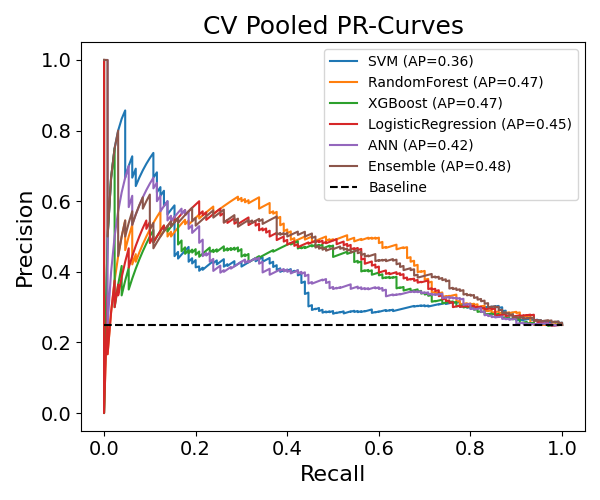 CV Pooled PR-Curves
SVM (AP=0.36)
RandomForest (AP=0.47)
XGBoost (AP=0.47)
LogisticRegression (AP=0.45)
ANN (AP=0.42)
Ensemble (AP=0.48)
Baseline
Precision
1.0
0.8
0.6
0.4
0.2
0.0
0.0 0.2 0.4 0.6 0.8 1.0
Recall